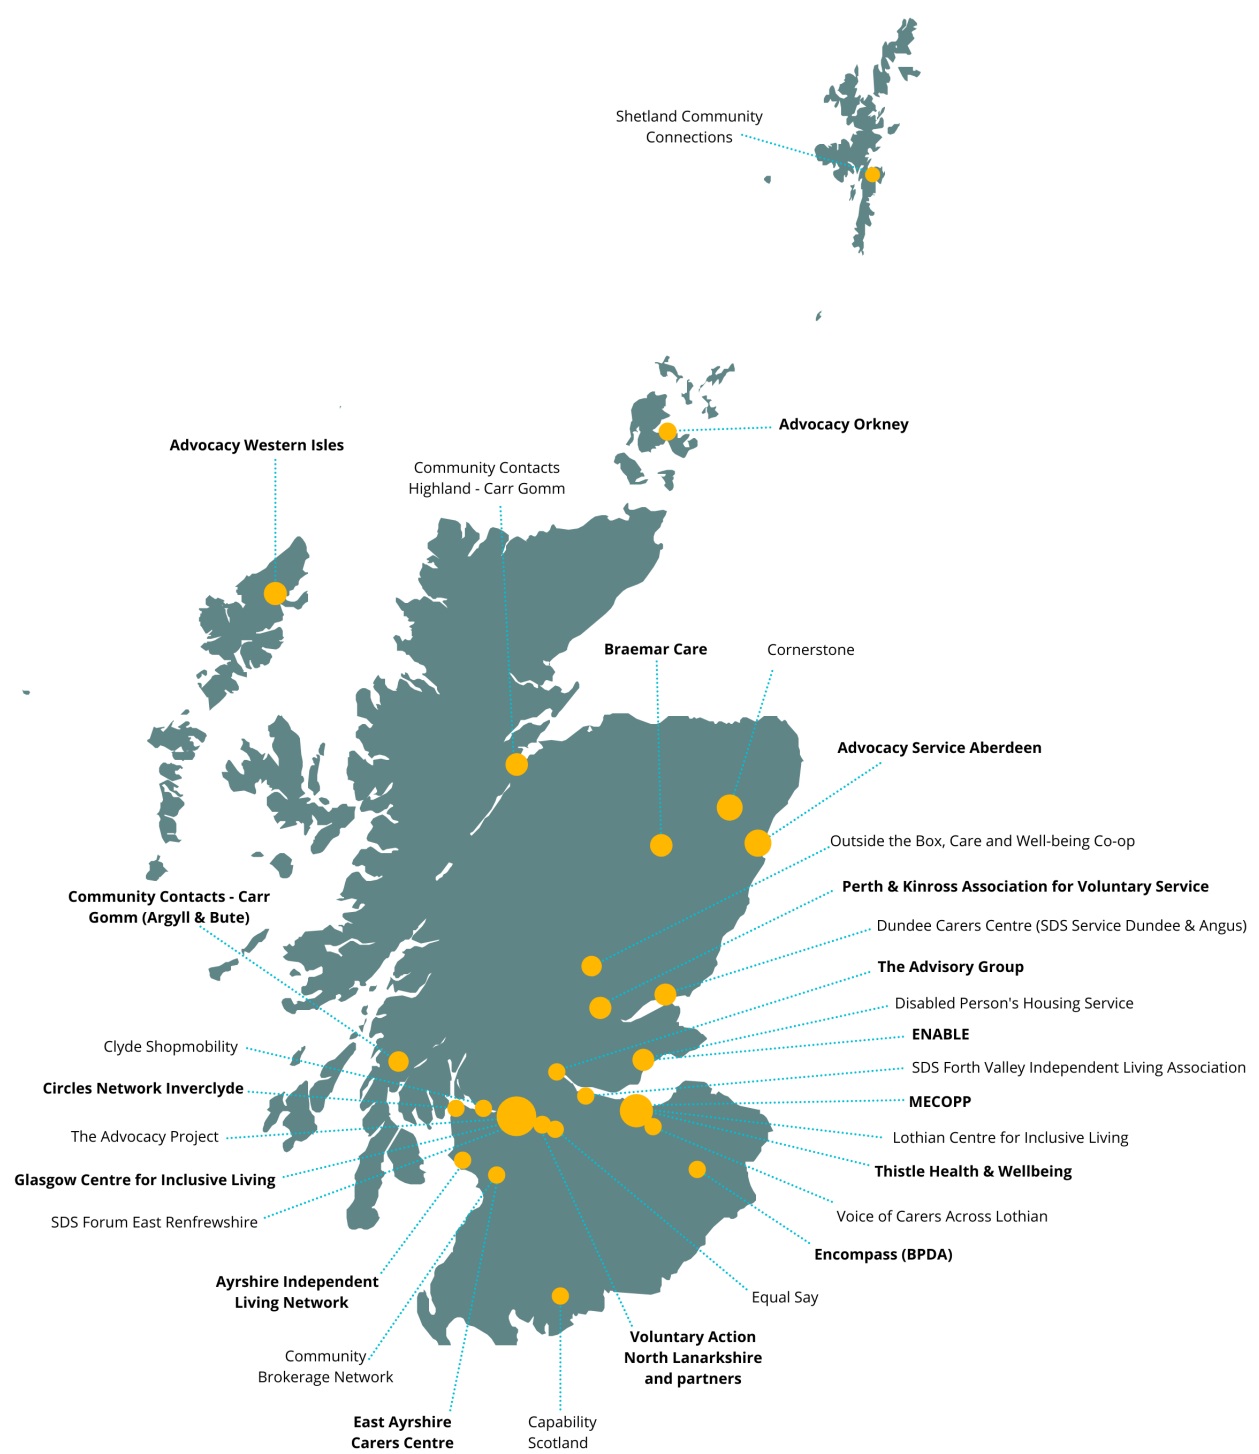 Shetland Community
Connections
Advocacy Orkney
Advocacy Western Isles
Community Contacts
Highland - Carr Gomm
Braemar Care
Cornerstone
Advocacy Service Aberdeen
Outside the Box, Care and Well-being Co-op
Perth & Kinross Association for Voluntary Service
Community Contacts - Carr
Gomm (Argyll & Bute)
Dundee Carers Centre (SDS Service Dundee & Angus)
The Advisory Group
Disabled Person's Housing Service
ENABLE
Clyde Shopmobility
SDS Forth Valley Independent Living Association
Circles Network Inverclyde
MECOPP
The Advocacy Project
Lothian Centre for Inclusive Living
Glasgow Centre for Inclusive Living
Thistle Health & Wellbeing
SDS Forum East Renfrewshire
Voice of Carers Across Lothian
Encompass (BPDA)
Ayrshire Independent
Living Network
Equal Say
Voluntary Action
North Lanarkshire
and partners
Community
Brokerage Network
East Ayrshire
Carers Centre
Capability
Scotland